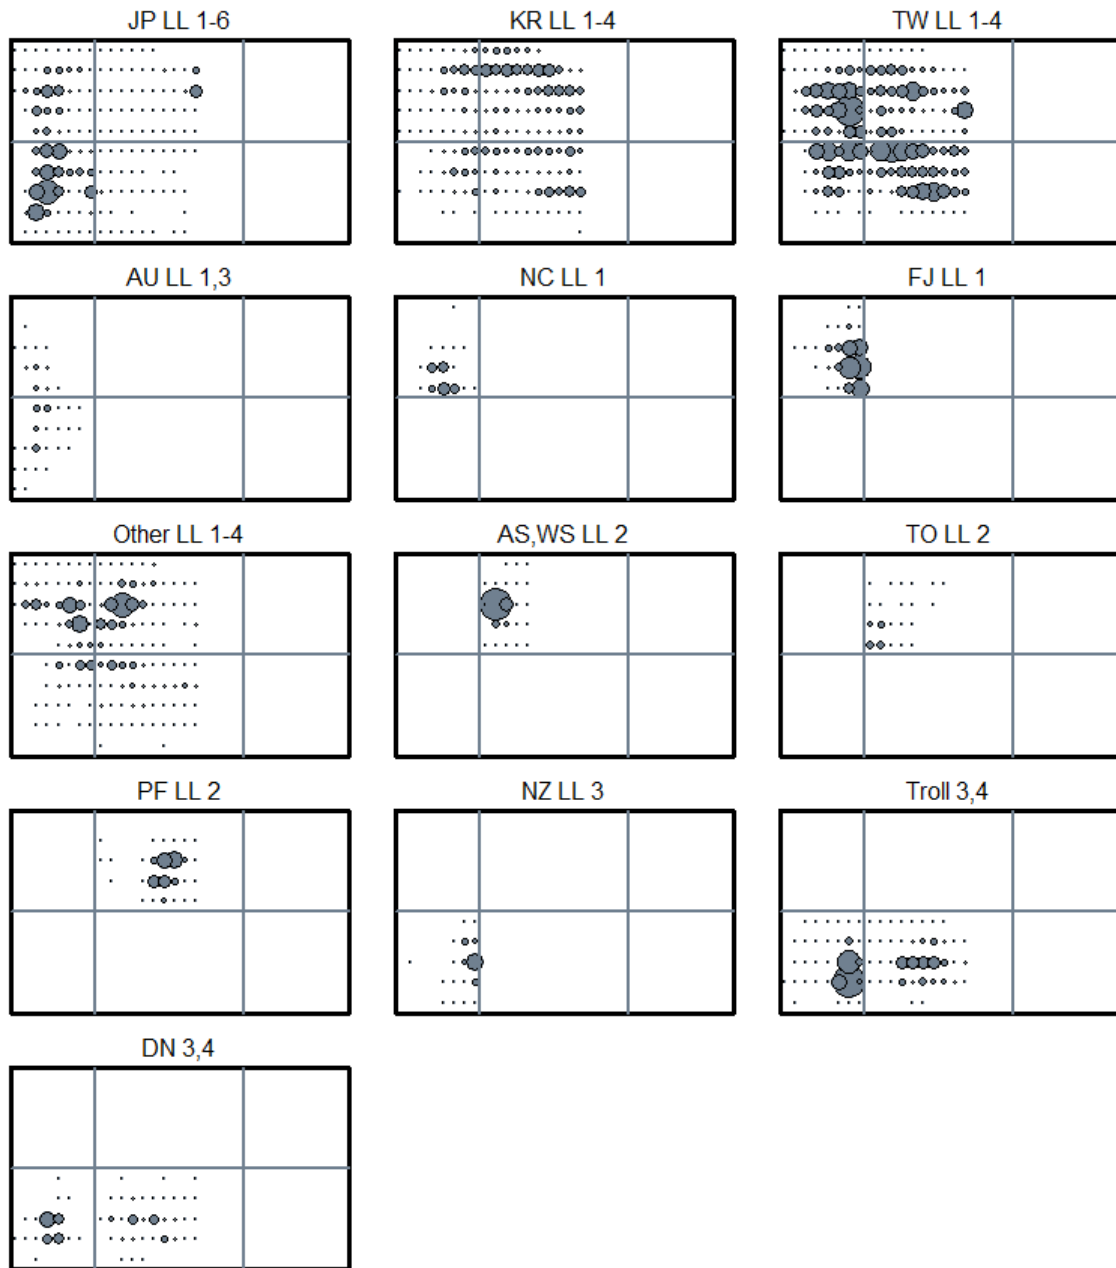 JP LL 1-6
KR LL 1-4
TW LL 1-4
AU LL 1,3
NC LL 1
FJ LL 1
Other LL 1-4
AS,WS LL 2
TO LL 2
PF LL 2
NZ LL 3
Troll 3,4
DN 3,4